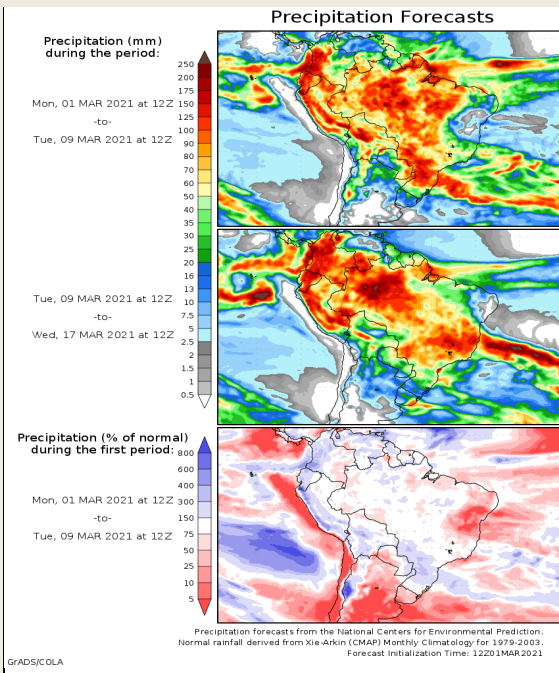 Precipitation Forecasts
Precipitation (mm)
during the period:
Mon, 01 MAR 2021 at 12Z
-to-
Tue, 09 MAR 2021 at 12Z
250
200
175
150
125
100
90
80
70
60
50
40
35
30
25
20
16
13
10
7.5
5
2.5
2
1.5
1
0.5
Tue, 09 MAR 2021 at 12Z
-to-
Wed, 17 MAR 2021 at 12Z
Precipitation (% of normal)
during the first period:
Mon, 01 MAR 2021 at 12Z
-to-
Tue, 09 MAR 2021 at 12Z
800
600
400
300
150
75
50
25
10
5
Precipitation forecasts from the National Centers for Environmental Prediction.
Normal rainfall derived from Xie-Arkin (CMAP) Monthly Climatology for 1979-2003.
Forecast Initialization Time: 12Z01MAR2021
GrADS/COLA